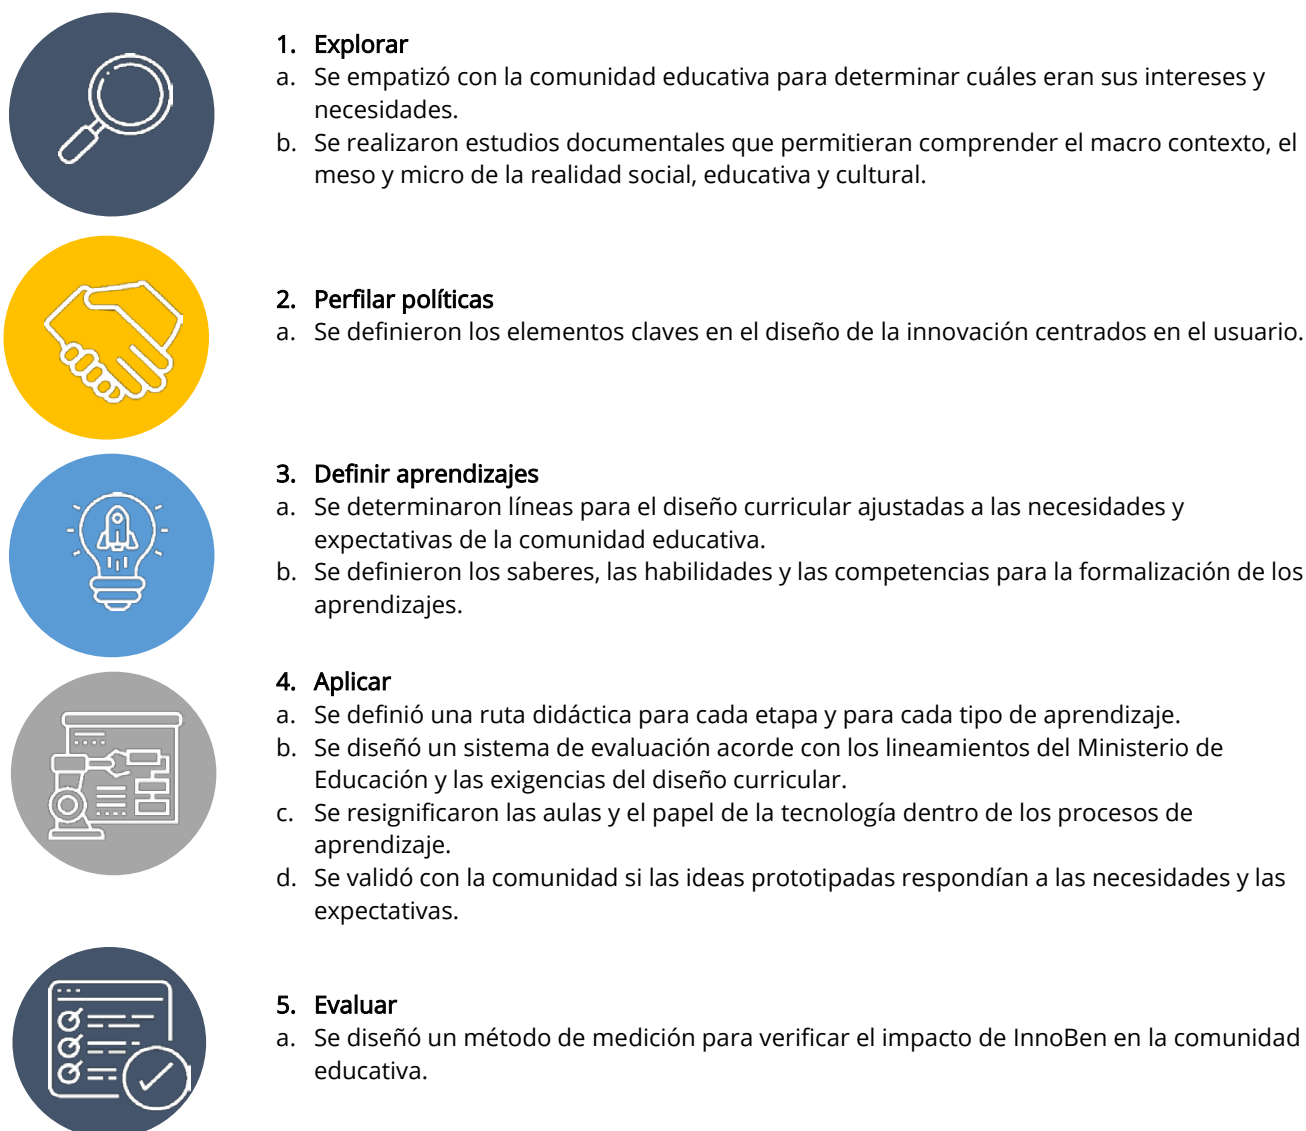 1. Explorar
a. Se empatizó con la comunidad educativa para determinar cuáles eran sus intereses y
necesidades.
b. Se realizaron estudios documentales que permitieran comprender el macro contexto, el
meso y micro de la realidad social, educativa y cultural.
2. Perfilar políticas
a. Se definieron los elementos claves en el diseño de la innovación centrados en el usuario.
3. Definir aprendizajes
a. Se determinaron líneas para el diseño curricular ajustadas a las necesidades y
expectativas de la comunidad educativa.
b. Se definieron los saberes, las habilidades y las competencias para la formalización de los
aprendizajes.
4. Aplicar
a. Se definió una ruta didáctica para cada etapa y para cada tipo de aprendizaje.
b. Se diseñó un sistema de evaluación acorde con los lineamientos del Ministerio de
Educación y las exigencias del diseño curricular.
c. Se resignificaron las aulas y el papel de la tecnología dentro de los procesos de
aprendizaje.
d. Se validó con la comunidad si las ideas prototipadas respondían a las necesidades y las
expectativas.
5. Evaluar
a. Se diseñó un método de medición para verificar el impacto de InnoBen en la comunidad
educativa.